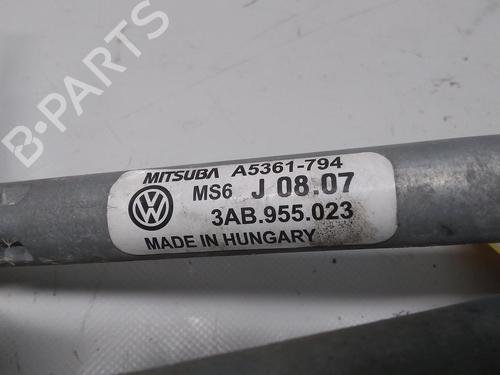 B-Parts
MITSUBA A5361-794
MS6 J 08.07
3AB.955.023
MADE IN HUNGARY